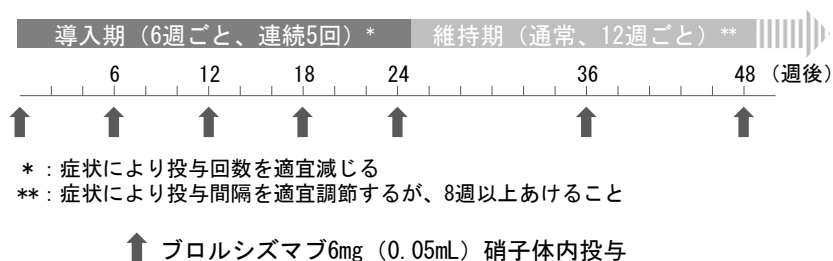 導入期（6週ごと、連続5回）* 維持期（通常、12週ごと）**
6 12 18 24 36 48 （週後）
*：症状により投与回数を適宜減じる
**：症状により投与間隔を適宜調節するが、8週以上あけること
ブロルシズマブ6mg（0.05mL）硝子体内投与